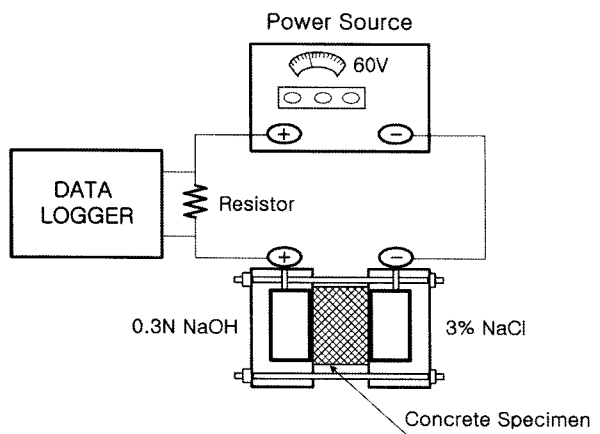 Power Source
60V
+
−
DATA
LOGGER
Resistor
+
−
0.3N NaOH
3% NaCl
Concrete Specimen